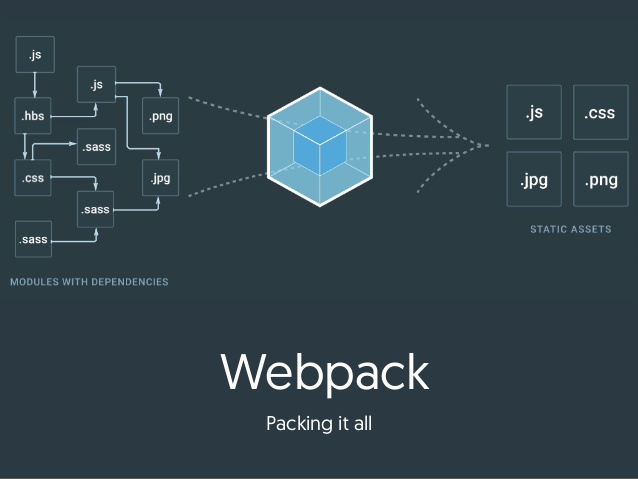 .js
.js
.hbs
.png
.sass
.css
.jpg
.sass
.sass
MODULES WITH DEPENDENCIES
.js
.css
.jpg
.png
STATIC ASSETS
Webpack
Packing it all